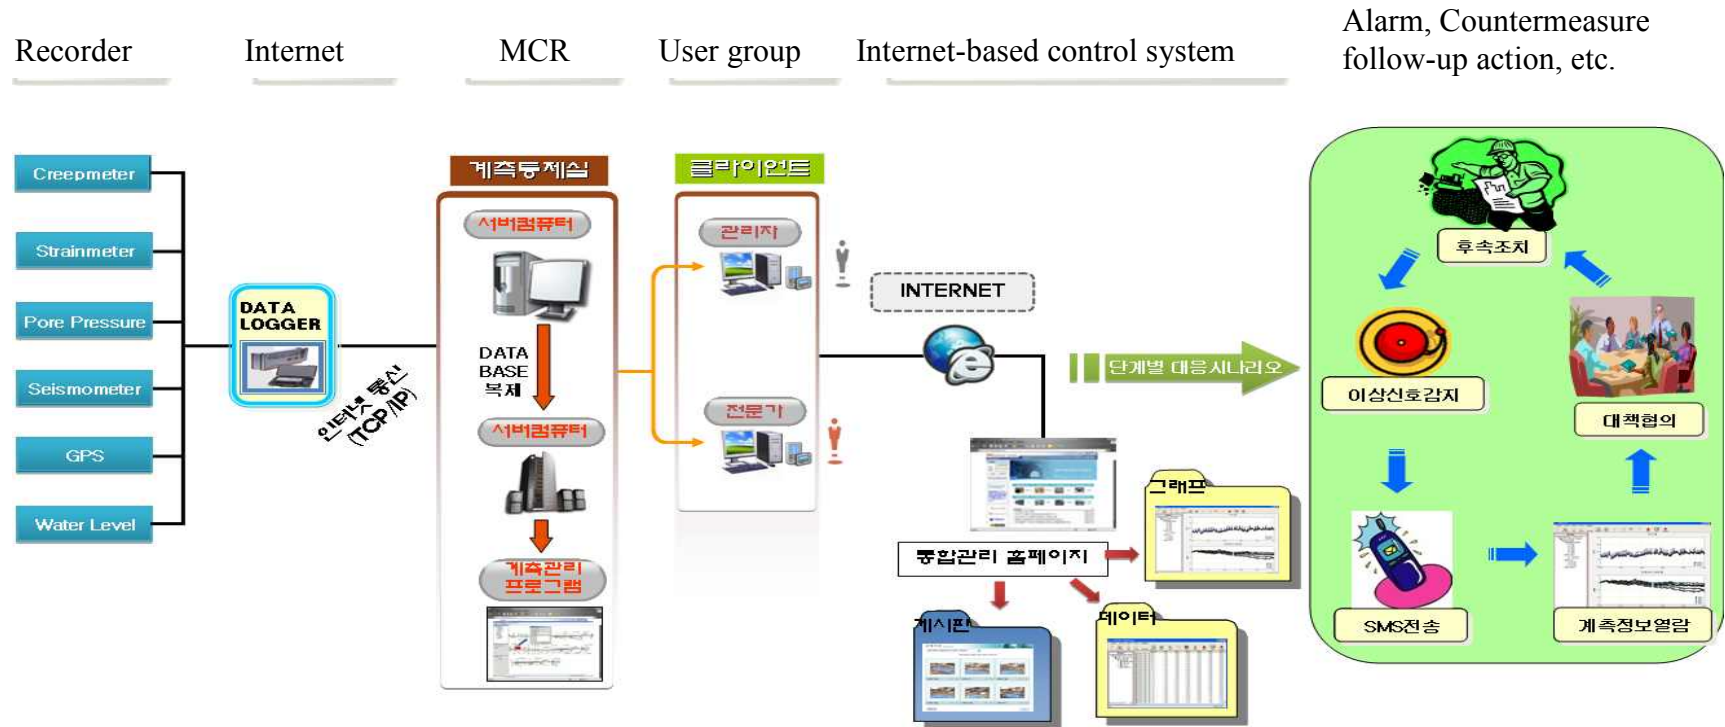 Recorder
Internet
MCR
User group
Internet-based control system
Alarm, Countermeasure
follow-up action, etc.
Creepmeter
Strainmeter
Pore Pressure
Seismometer
GPS
Water Level
DATA
LOGGER
인터넷 통신
(TCP/IP)
계측통제실
서버컴퓨터
DATA
BASE
복제
서버컴퓨터
계측관리
프로그램
클라이언트
관리자
전문가
INTERNET
통합관리 홈페이지
그래프
게시판
데이터
단계별 대응시나리오
후속조치
이상신호감지
대책협의
SMS전송
계측정보열람